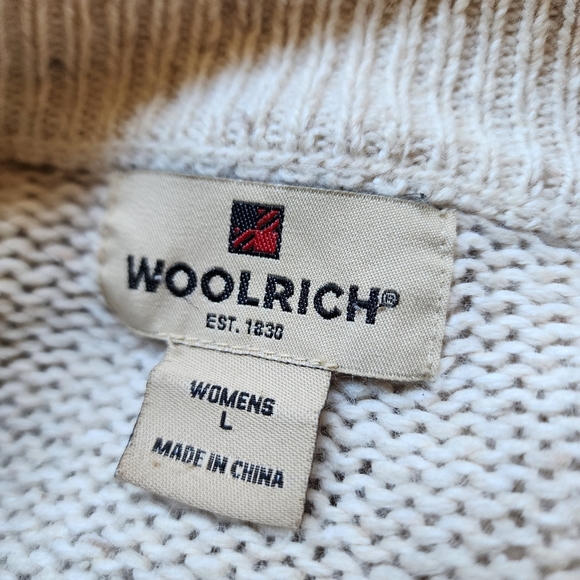 WOOLRICH®
EST. 1830
WOMENS
L
MADE IN CHINA